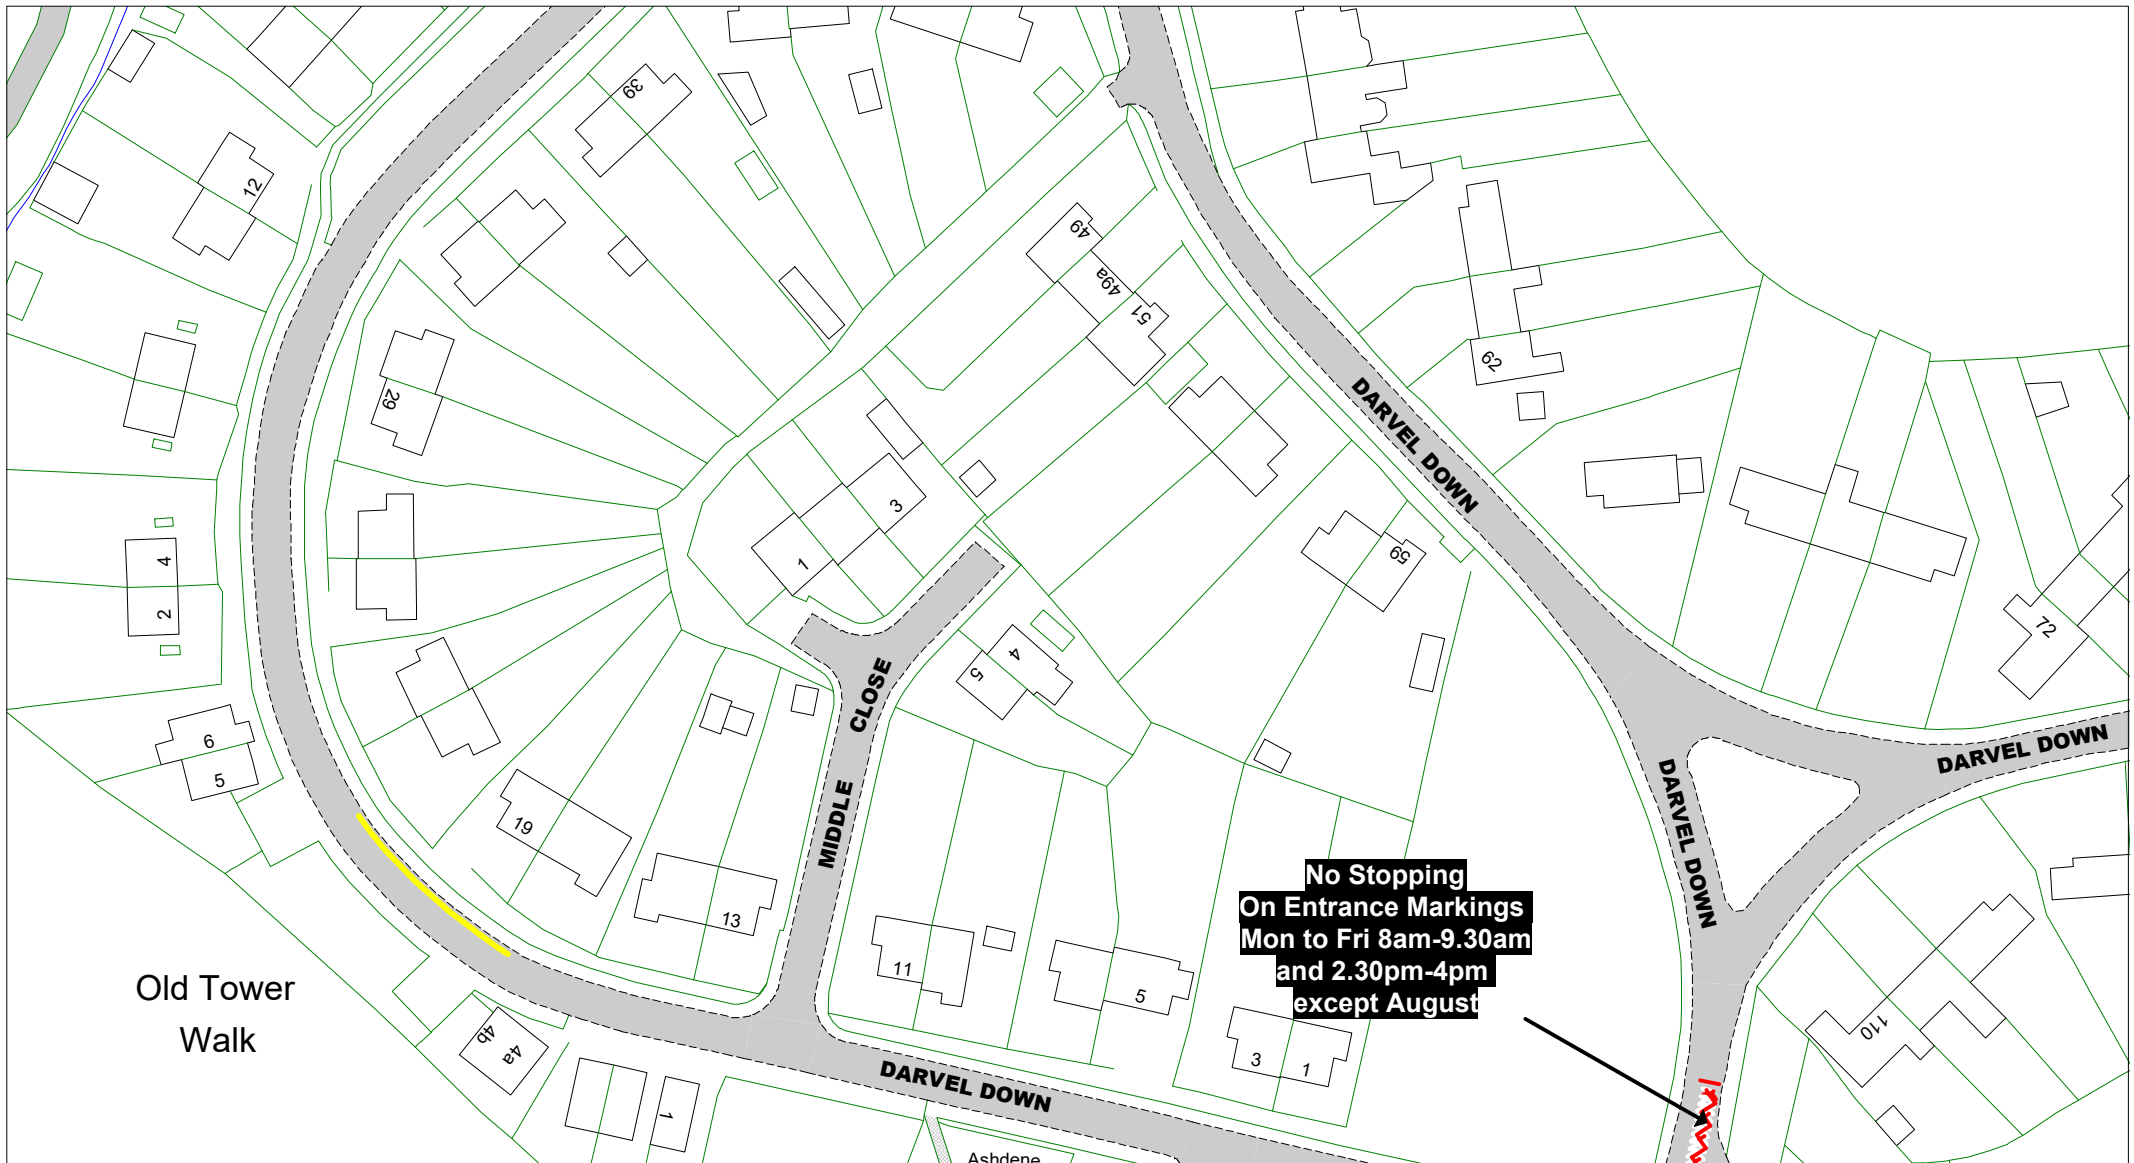 39
12
49
49a
51
62
DARVEL DOWN
29
3
1
59
4
2
72
4
5
MIDDLE CLOSE
6
5
DARVEL DOWN
DARVEL DOWN
19
13
No Stopping
On Entrance Markings
Mon to Fri 8am-9.30am
and 2.30pm-4pm
except August
11
5
Old Tower
Walk
4b
4a
3
1
110
DARVEL DOWN
1
Ashdene